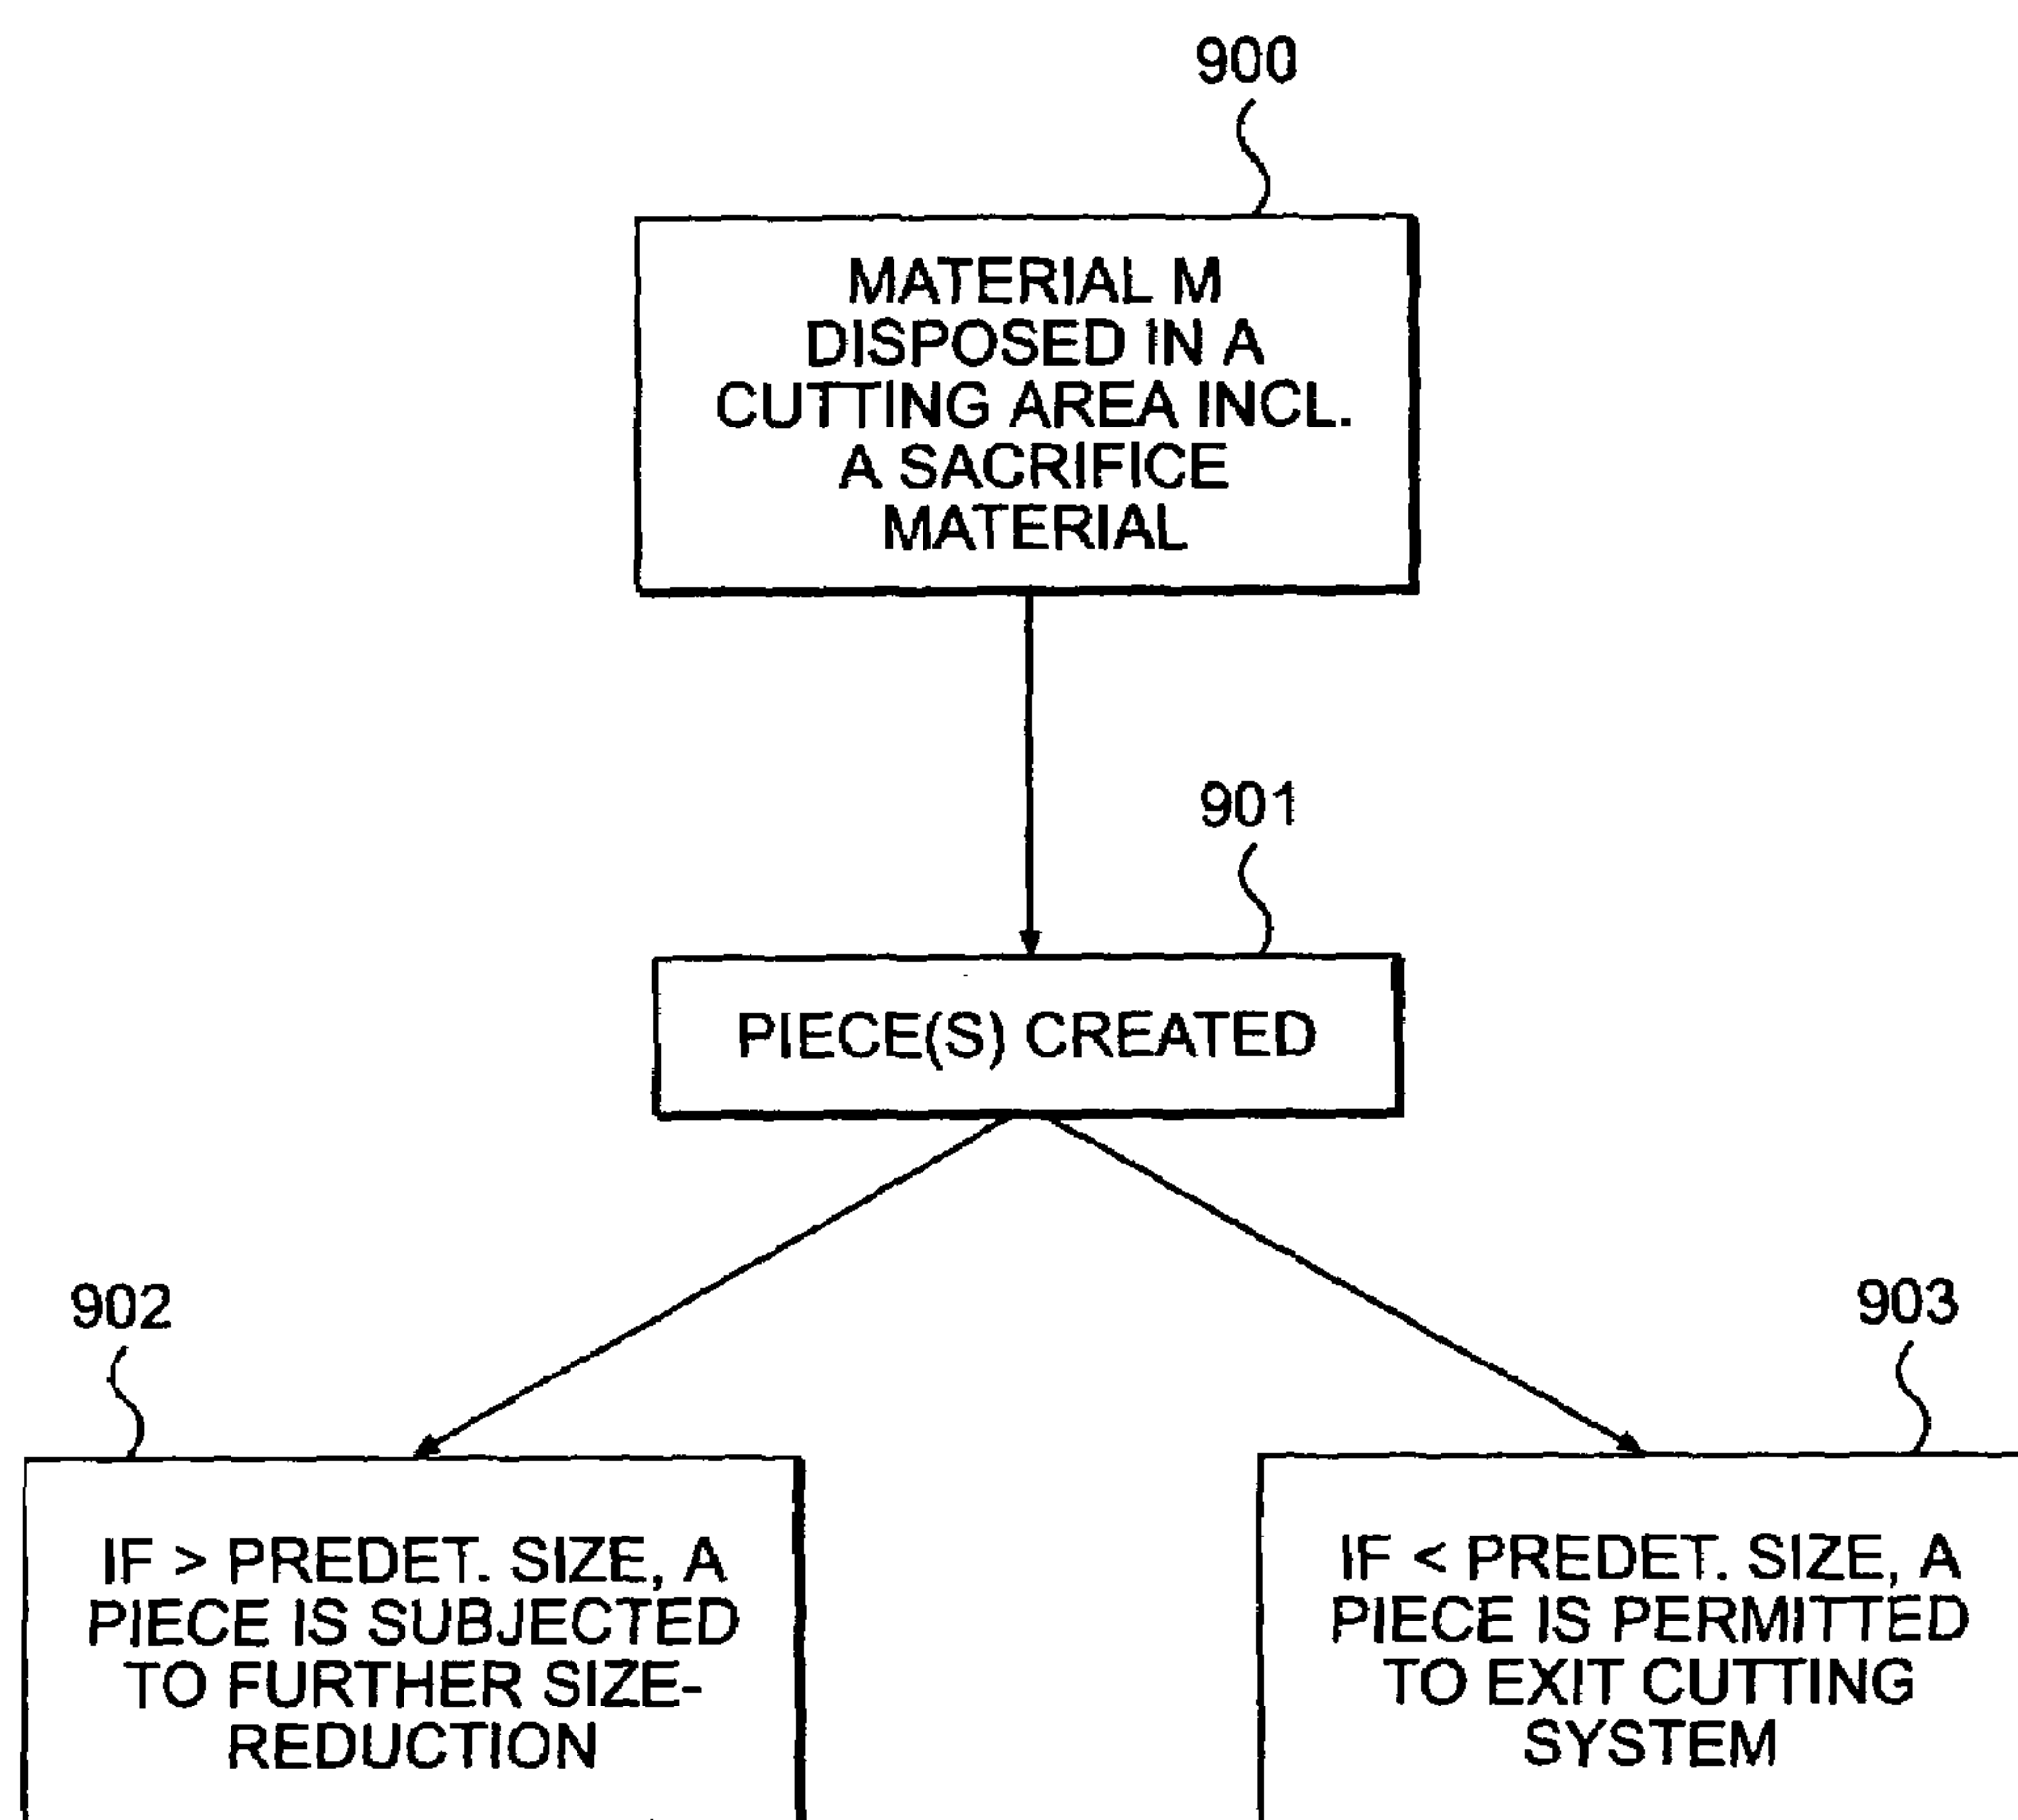 900
MATERIAL M
DISPOSED IN A
CUTTING AREA INCL.
A SACRIFICE
MATERIAL
901
PIECE(S) CREATED
902
IF > PREDET. SIZE, A
PIECE IS SUBJECTED
TO FURTHER SIZE-
REDUCTION
903
IF < PREDET. SIZE, A
PIECE IS PERMITTED
TO EXIT CUTTING
SYSTEM